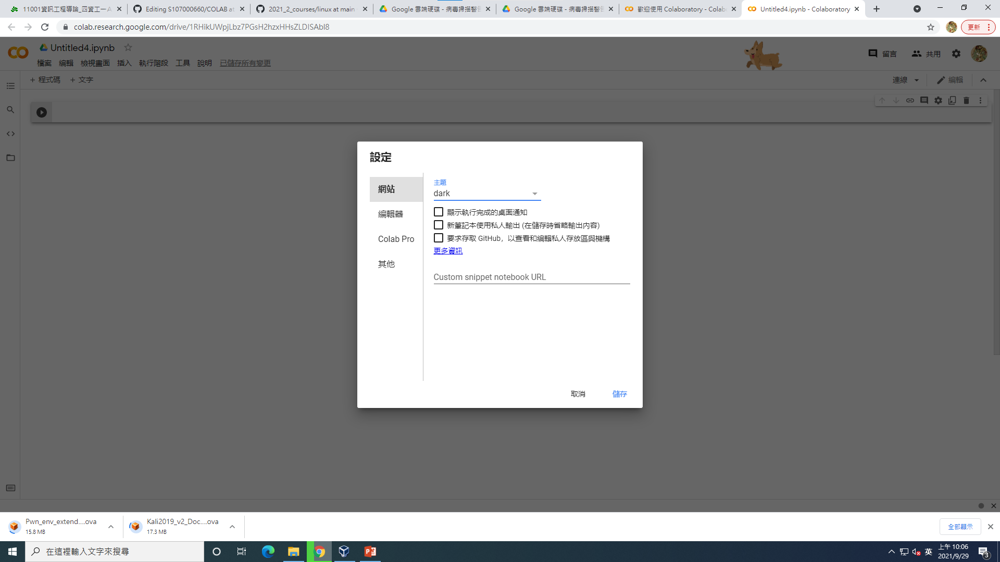 11001資訊工程導論_四資工一A
Editing S107000660/COLAB at
2021_2_courses/linux at main
Google 雲端硬碟 - 病毒掃描警告
Google 雲端硬碟 - 病毒掃描警告
歡迎使用 Colaboratory - Colab
Untitled4.ipynb - Colaboratory
colab.research.google.com/drive/1RHikUWpjLbz7PGsH2hzxHHsZLDISAbl8
更新
Untitled4.ipynb
檔案 編輯 檢視畫面 插入 執行階段 工具 說明 已儲存所有變更
留言 共用
+ 程式碼 + 文字
連線 編輯
設定
網站
編輯器
Colab Pro
其他
主題
dark
顯示執行完成的桌面通知
新筆記本使用私人輸出 (在儲存時省略輸出內容)
要求存取 GitHub，以查看和編輯私人存放區與機構
更多資訊
Custom snippet notebook URL
取消 儲存
Pwn_env_extend....ova
15.8 MB
Kali2019_v2_Doc....ova
17.3 MB
全部顯示
在這裡輸入文字來搜尋
英
上午 10:06
2021/9/29
3